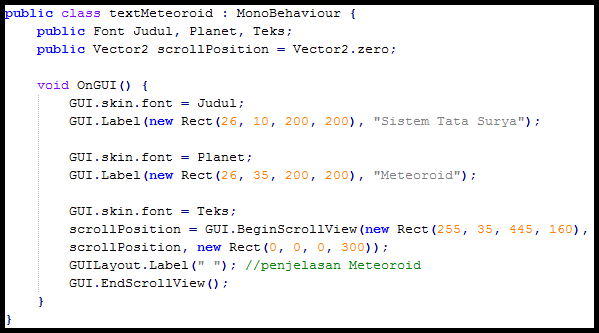 public class textMeteoroid : MonoBehaviour {
    public Font Judul, Planet, Teks;
    public Vector2 scrollPosition = Vector2.zero;

    void OnGUI() {
        GUI.skin.font = Judul;
        GUI.Label(new Rect(26, 10, 200, 200), "Sistem Tata Surya");

        GUI.skin.font = Planet;
        GUI.Label(new Rect(26, 35, 200, 200), "Meteoroid");

        GUI.skin.font = Teks;
        scrollPosition = GUI.BeginScrollView(new Rect(255, 35, 445, 160),
        scrollPosition, new Rect(0, 0, 0, 300));
        GUILayout.Label(" "); //penjelasan Meteoroid
        GUI.EndScrollView();
    }
}